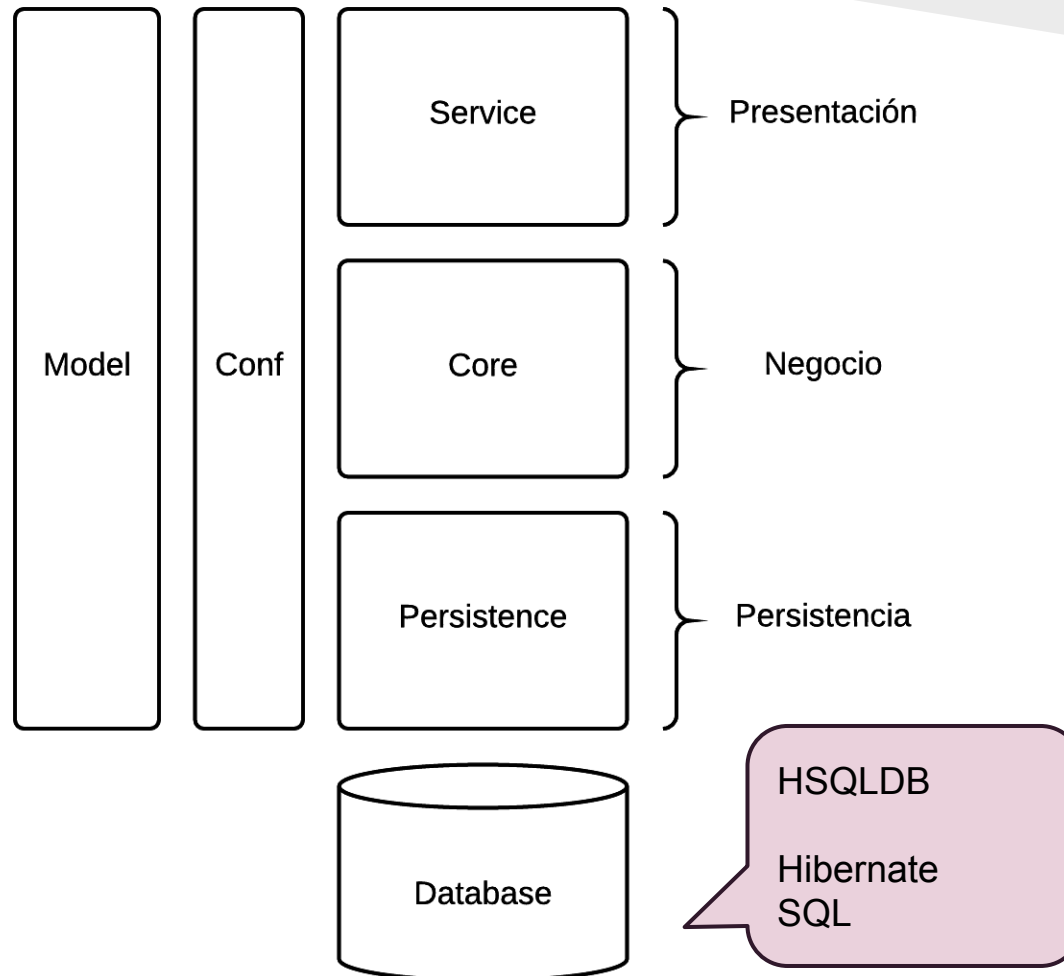 Service
Presentación
Model
Conf
Core
Negocio
Persistence
Persistencia
Database
HSQLDB
Hibernate
SQL